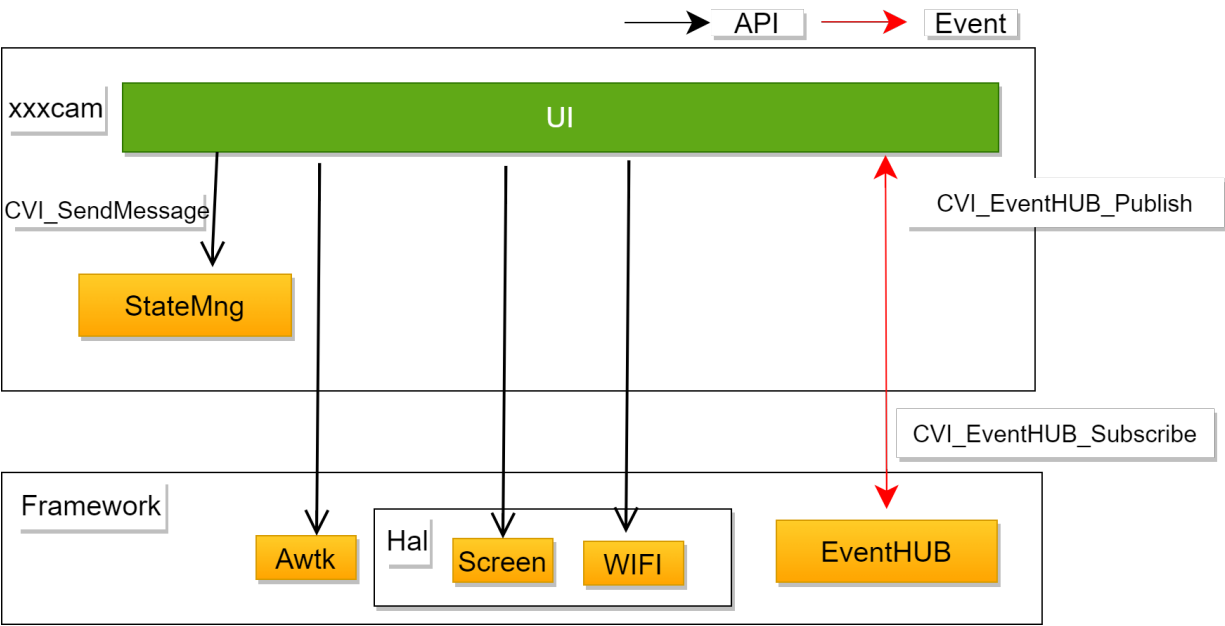 API
Event
xxxcam
UI
CVI_SendMessage
CVI_EventHUB_Publish
StateMng
CVI_EventHUB_Subscribe
Framework
Hal
Awtk
Screen
WIFI
EventHUB